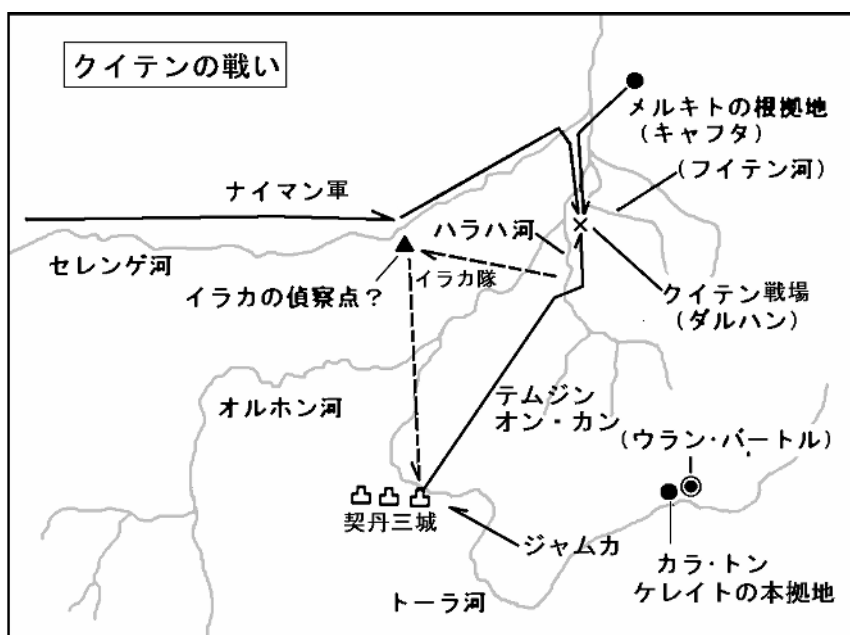 クイテンの戦い
メルキトの根拠地
(キャフタ)
(フイテン河)
ナイマン軍
ハラハ河
セレンゲ河
イラカ隊
イラカの偵察点?
クイテン戦場
(ダルハン)
オルホン河
テムジン
オン・カン
(ウラン・バートル)
契丹三城
ジャムカ
カラ・トン
ケレイトの本拠地
トーラ河